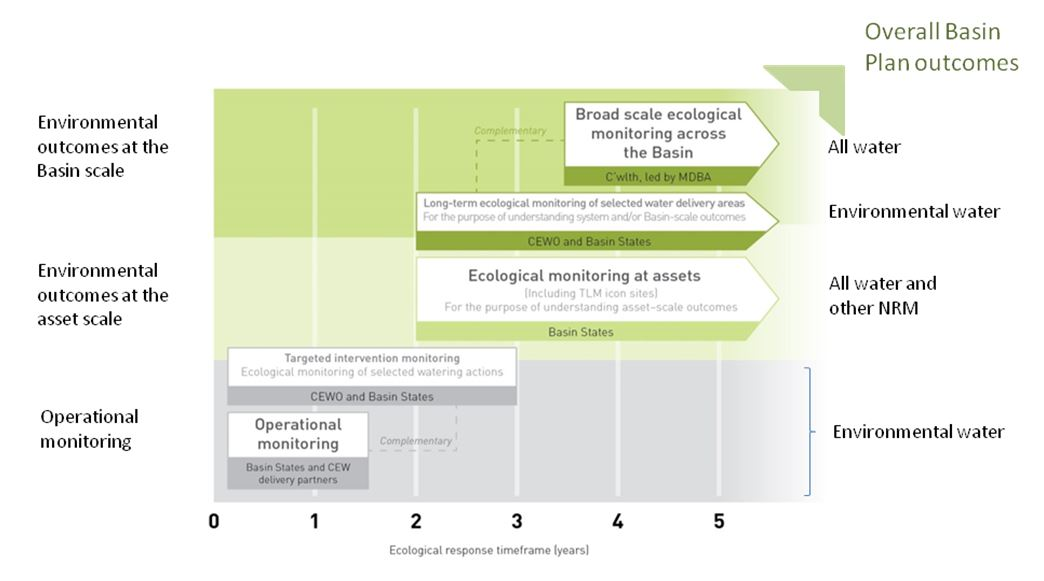 Overall Basin
Plan outcomes
Environmental
outcomes at the
Basin scale
Complementary
Broad scale ecological
monitoring across
the Basin
C'wlth, led by MDBA
All water
Long-term ecological monitoring of selected water delivery areas
For the purpose of understanding system and/or Basin-scale outcomes
CEWO and Basin States
Environmental water
Environmental
outcomes at the
asset scale
Ecological monitoring at assets
(Including TLM icon sites)
For the purpose of understanding asset-scale outcomes
Basin States
All water and
other NRM
Targeted intervention monitoring
Ecological monitoring of selected watering actions
CEWO and Basin States
Operational
monitoring
Operational
monitoring
Basin States and CEW
delivery partners
Complementary
Environmental water
0 1 2 3 4 5
Ecological response timeframe (years)